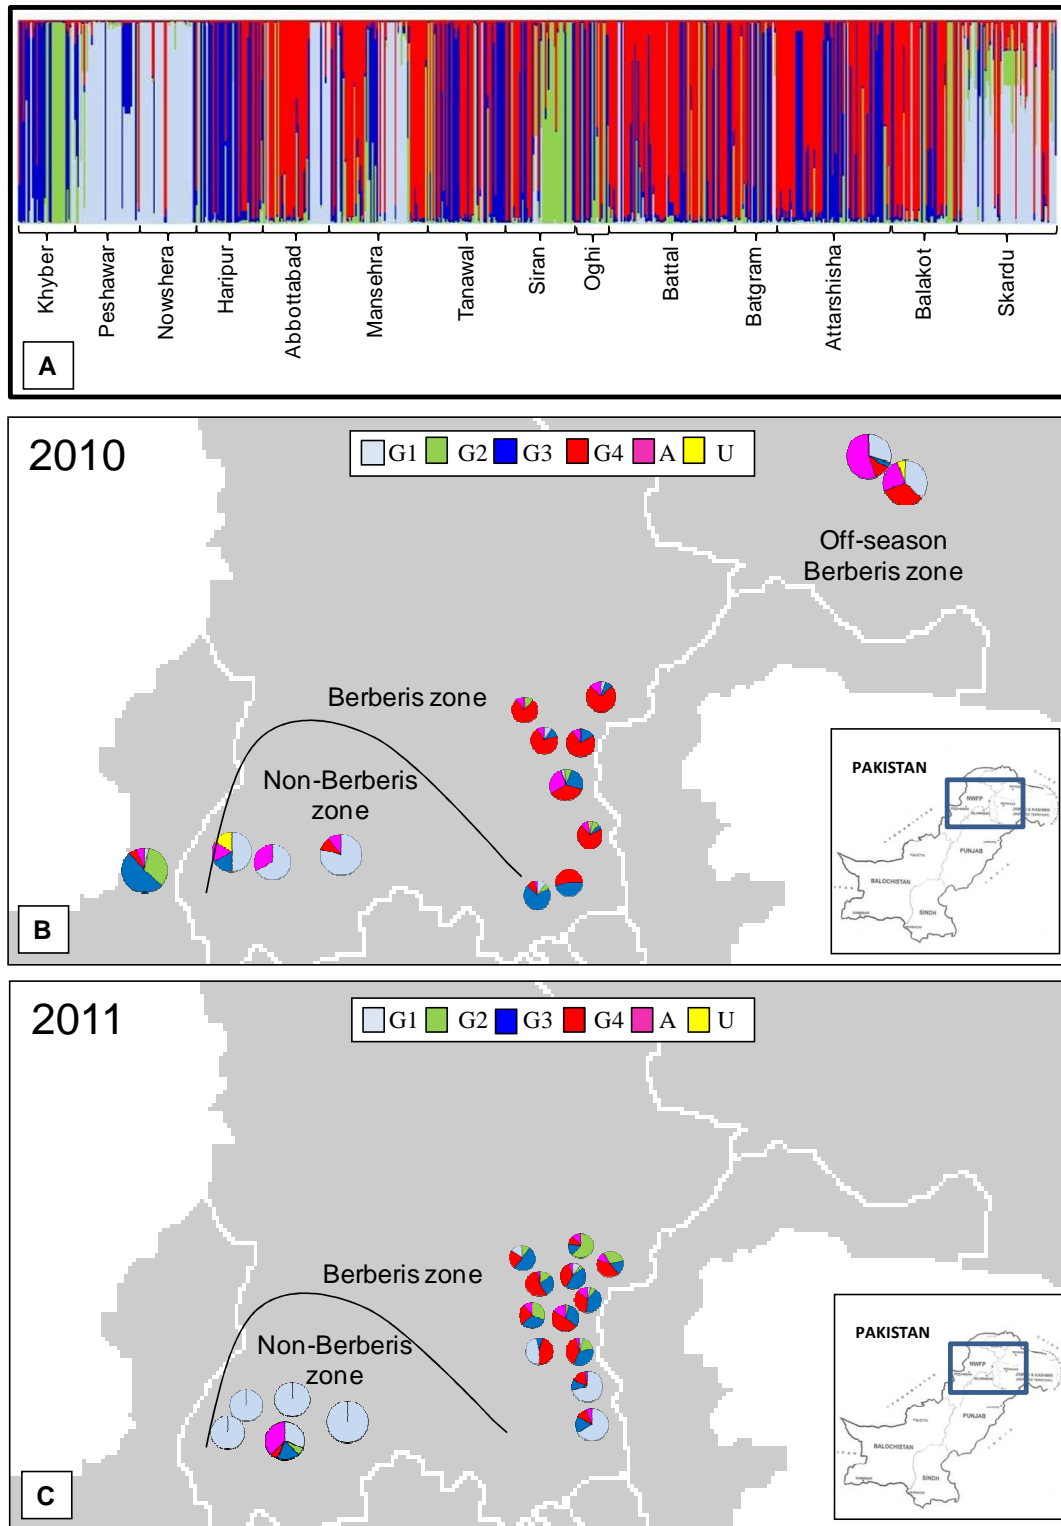 Khyber
Peshawar
Nowshera
Haripur
Abbottabad
Mansehra
Tanawal
Siran
Oghi
Battal
Batgram
Attarshisha
Balakot
Skardu
A
2010
G1 G2 G3 G4 A U
Off-season
Berberis zone
Berberis zone
Non-Berberis
zone
PAKISTAN
NWFP
PUNJAB
BALOCHISTAN
SINDH
B
2011
G1 G2 G3 G4 A U
Berberis zone
Non-Berberis
zone
PAKISTAN
NWFP
PUNJAB
BALOCHISTAN
SINDH
C